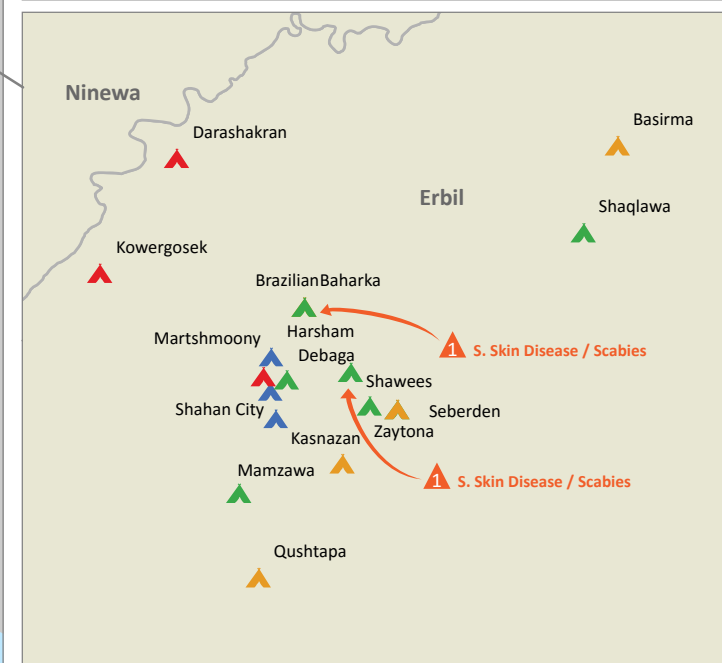 Ninewa
Darashakran
Basirma
Erbil
Shaqlawa
Kowergosek
BrazilianBaharka
Harsham
Martshmoony
1 S. Skin Disease / Scabies
Debaga
Shawees
Shahan City
Seberden
Zaytona
Kasnazan
Mamzawa
1 S. Skin Disease / Scabies
Qushtapa